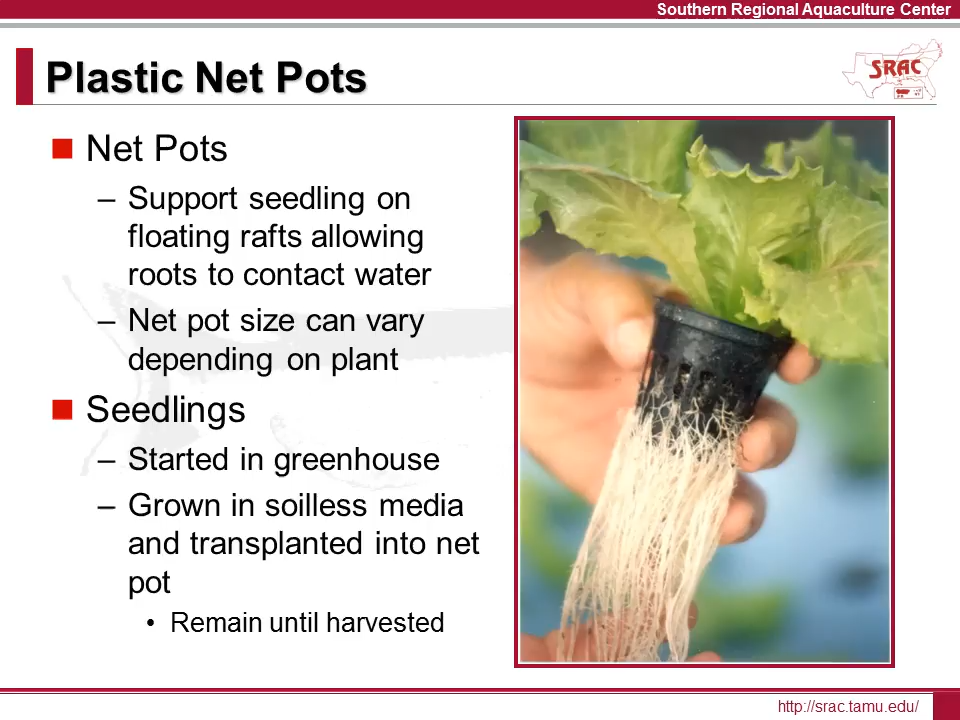 Southern Regional Aquaculture Center
Plastic Net Pots
SRAC
■ Net Pots
– Support seedling on
floating rafts allowing
roots to contact water
– Net pot size can vary
depending on plant
■ Seedlings
– Started in greenhouse
– Grown in soilless media
and transplanted into net
pot
• Remain until harvested
http://srac.tamu.edu/